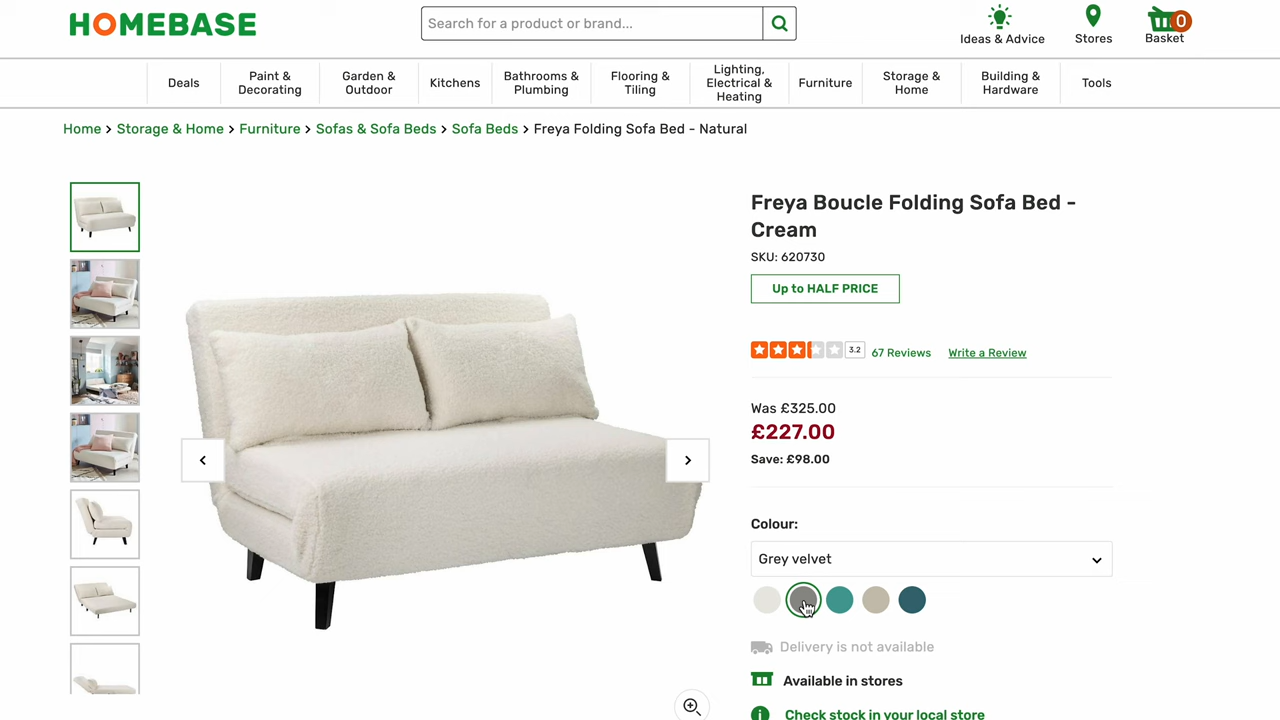 HOMEBASE
Search for a product or brand...
Ideas & Advice
Stores
0
Basket
Deals
Paint &
Decorating
Garden &
Outdoor
Kitchens
Bathrooms &
Plumbing
Flooring &
Tiling
Lighting,
Electrical &
Heating
Furniture
Storage &
Home
Building &
Hardware
Tools
Home > Storage & Home > Furniture > Sofas & Sofa Beds > Sofa Beds > Freya Folding Sofa Bed - Natural
Freya Boucle Folding Sofa Bed -
Cream
SKU: 620730
Up to HALF PRICE
3.2 67 Reviews Write a Review
Was £325.00
£227.00
Save: £98.00
Colour:
Grey velvet
Delivery is not available
Available in stores
Check stock in your local store